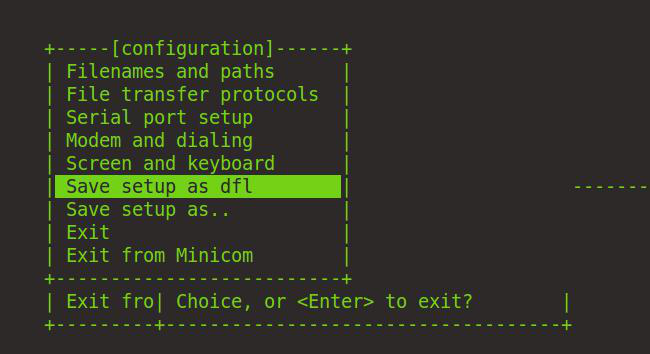 +-----[configuration]------+
| Filenames and paths      |
| File transfer protocols  |
| Serial port setup        |
| Modem and dialing        |
| Screen and keyboard      |
| Save setup as dfl        |                    -------
| Save setup as..          |
| Exit                     |
| Exit from Minicom        |
+--------------------------+
| Exit fro| Choice, or <Enter> to exit?        |
+---------+------------------------------------+